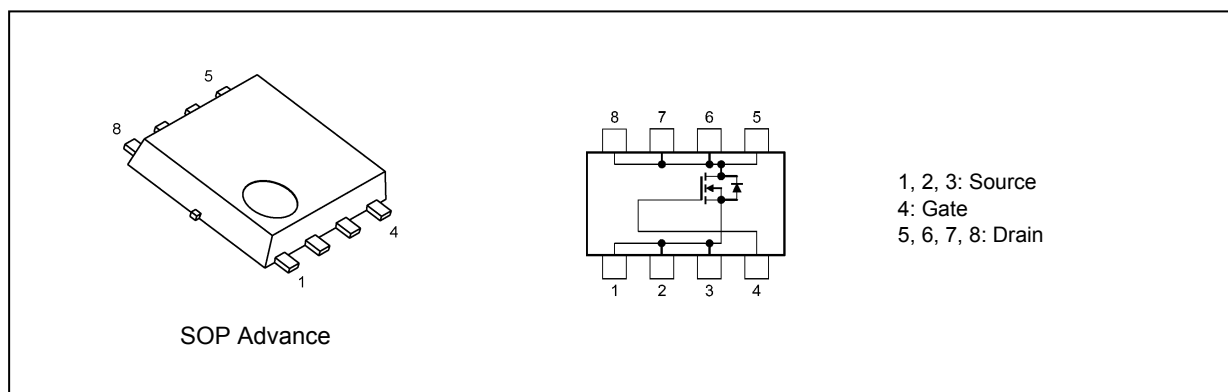 5
8
4
1
SOP Advance
8 7 6 5
1 2 3 4
1, 2, 3: Source
4: Gate
5, 6, 7, 8: Drain